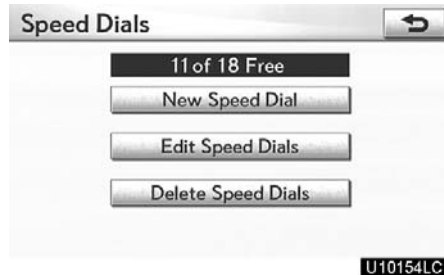 Speed Dials
11 of 18 Free
New Speed Dial
Edit Speed Dials
Delete Speed Dials
U10154LC